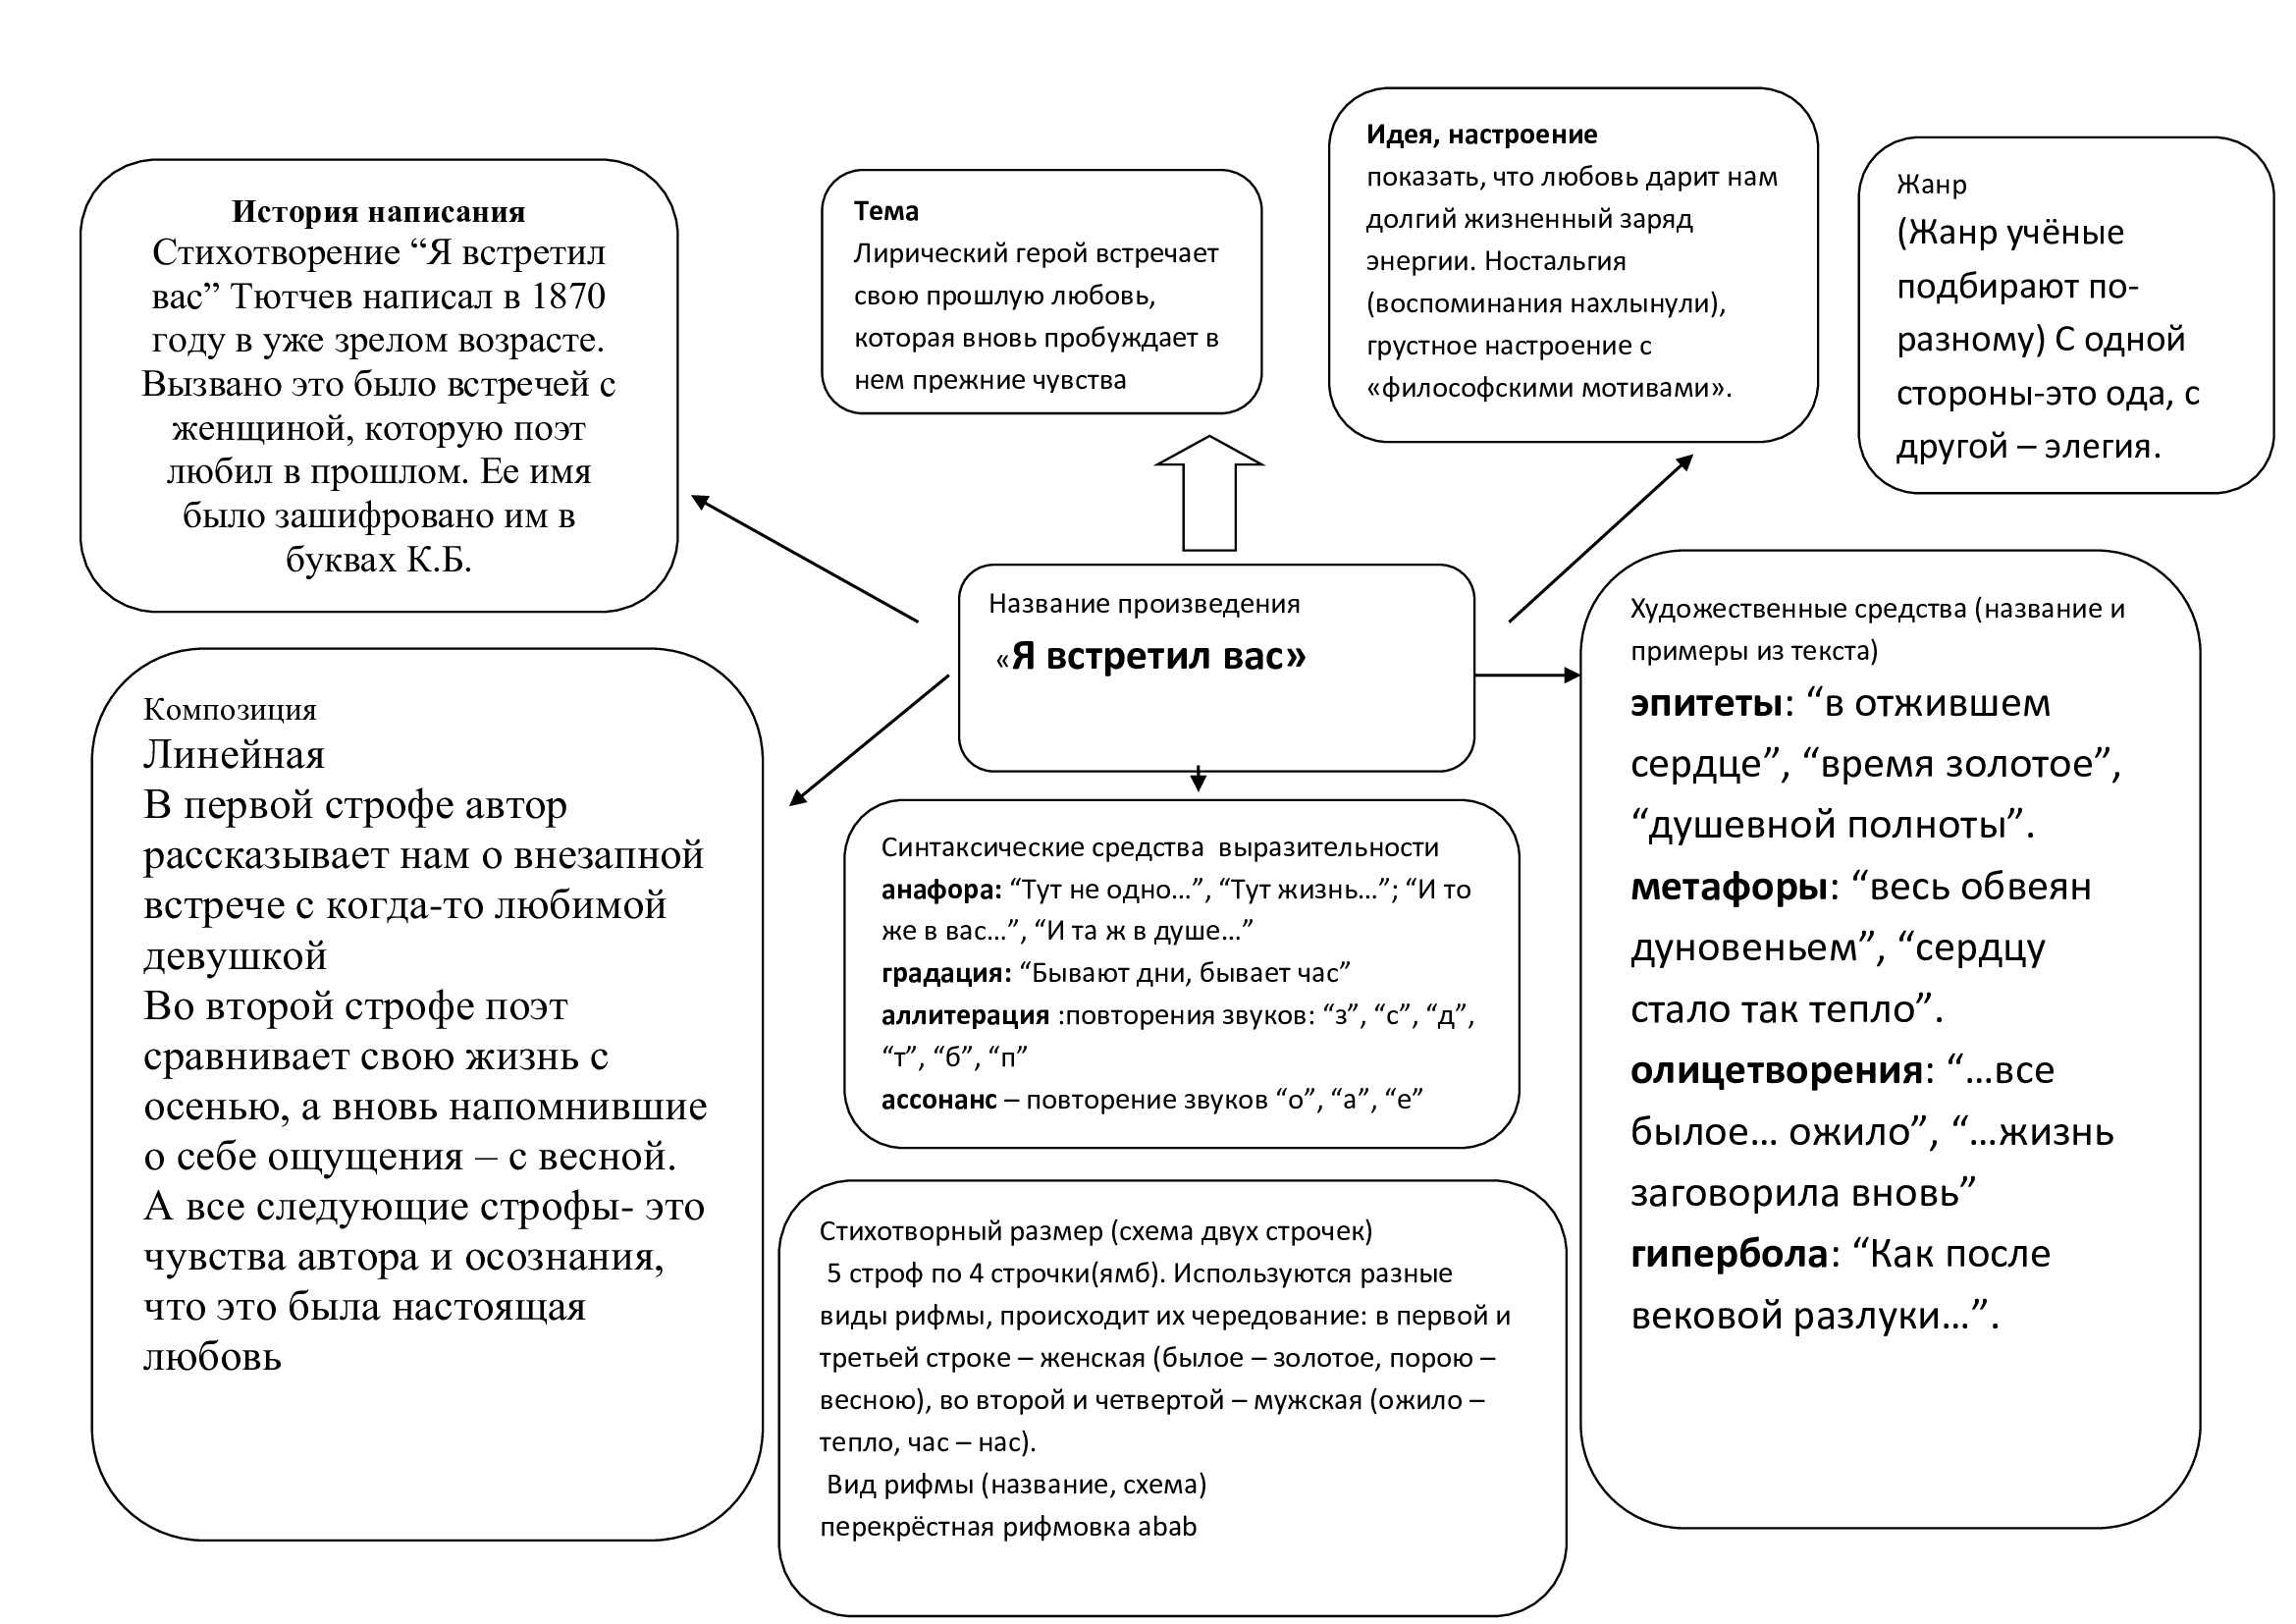 История написания
Стихотворение “Я встретил
вас” Тютчев написал в 1870
году в уже зрелом возрасте.
Вызвано это было встречей с
женщиной, которую поэт
любил в прошлом. Ее имя
было зашифровано им в
буквах К.Б.
Тема
Лирический герой встречает
свою прошлую любовь,
которая вновь пробуждает в
нем прежние чувства
Идея, настроение
показать, что любовь дарит нам
долгий жизненный заряд
энергии. Ностальгия
(воспоминания нахлынули),
грустное настроение с
«философскими мотивами».
Жанр
(Жанр учёные
подбирают по-
разному) С одной
стороны-это ода, с
другой – элегия.
Название произведения
«Я встретил вас»
Композиция
Линейная
В первой строфе автор
рассказывает нам о внезапной
встрече с когда-то любимой
девушкой
Во второй строфе поэт
сравнивает свою жизнь с
осенью, а вновь напомнившие
о себе ощущения – с весной.
А все следующие строфы- это
чувства автора и осознания,
что это была настоящая
любовь
Синтаксические средства  выразительности
анафора: “Тут не одно…”, “Тут жизнь…”; “И то
же в вас…”, “И та ж в душе…”
градация: “Бывают дни, бывает час”
аллитерация :повторения звуков: “з”, “с”, “д”,
“т”, “б”, “п”
ассонанс – повторение звуков “о”, “а”, “е”
Стихотворный размер (схема двух строчек)
5 строф по 4 строчки(ямб). Используются разные
виды рифмы, происходит их чередование: в первой и
третьей строке – женская (былое – золотое, порою –
весною), во второй и четвертой – мужская (ожило –
тепло, час – нас).
Вид рифмы (название, схема)
перекрёстная рифмовка abab
Художественные средства (название и
примеры из текста)
эпитеты: “в отжившем
сердце”, “время золотое”,
“душевной полноты”.
метафоры: “весь обвеян
дуновеньем”, “сердцу
стало так тепло”.
олицетворения: “…все
былое… ожило”, “…жизнь
заговорила вновь”
гипербола: “Как после
вековой разлуки…”.